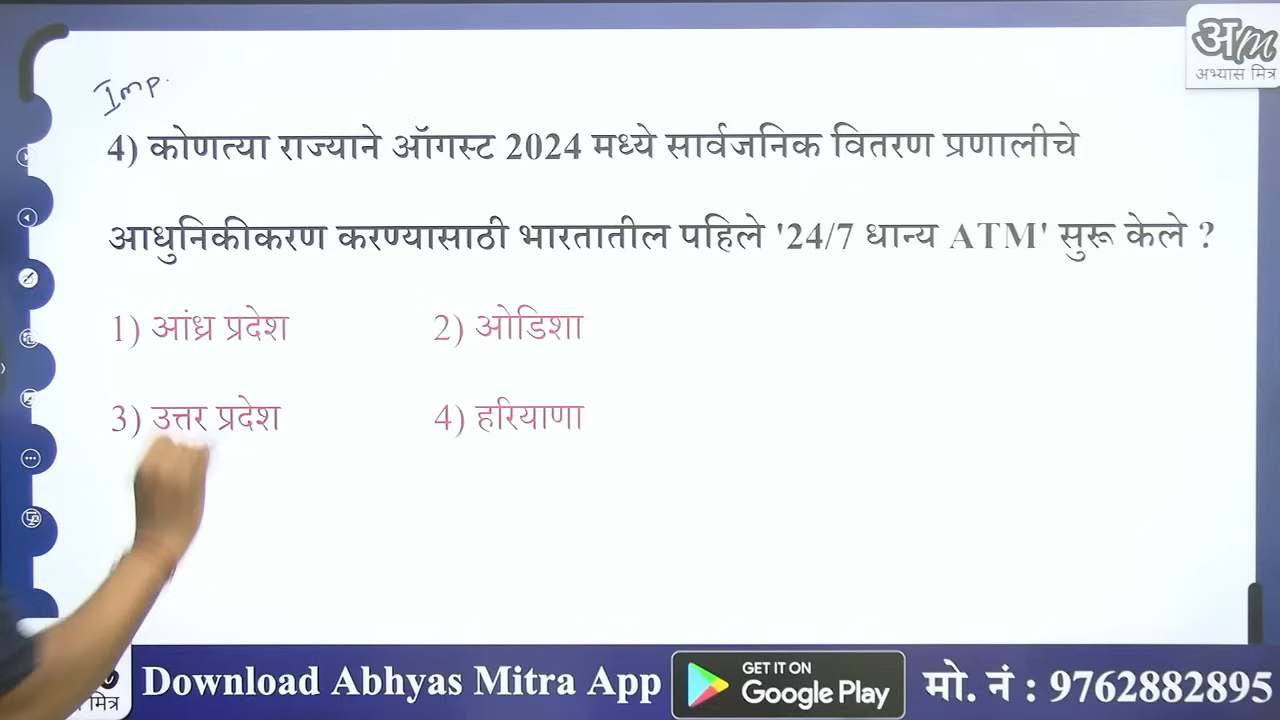 अm
अभ्यास मित्र
Imp.
4) कोणत्या राज्याने ऑगस्ट 2024 मध्ये सार्वजनिक वितरण प्रणालीचे
आधुनिकीकरण करण्यासाठी भारतातील पहिले '24/7 धान्य ATM' सुरू केले ?
1) आंध्र प्रदेश 2) ओडिशा
3) उत्तर प्रदेश 4) हरियाणा
मित्र
Download Abhyas Mitra App
GET IT ON
Google Play
मो. नं : 9762882895